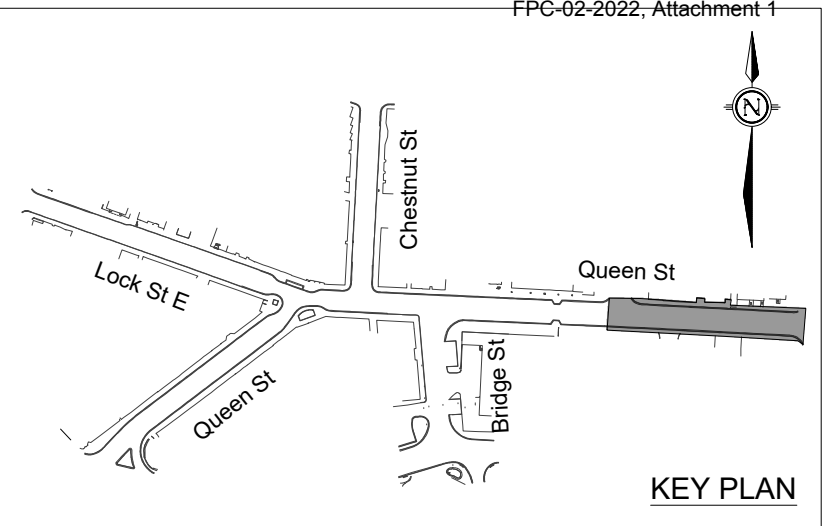 FPC-02-2022, Attachment 1
N
Chestnut St
Queen St
Lock St E
Queen St
Bridge St
KEY PLAN